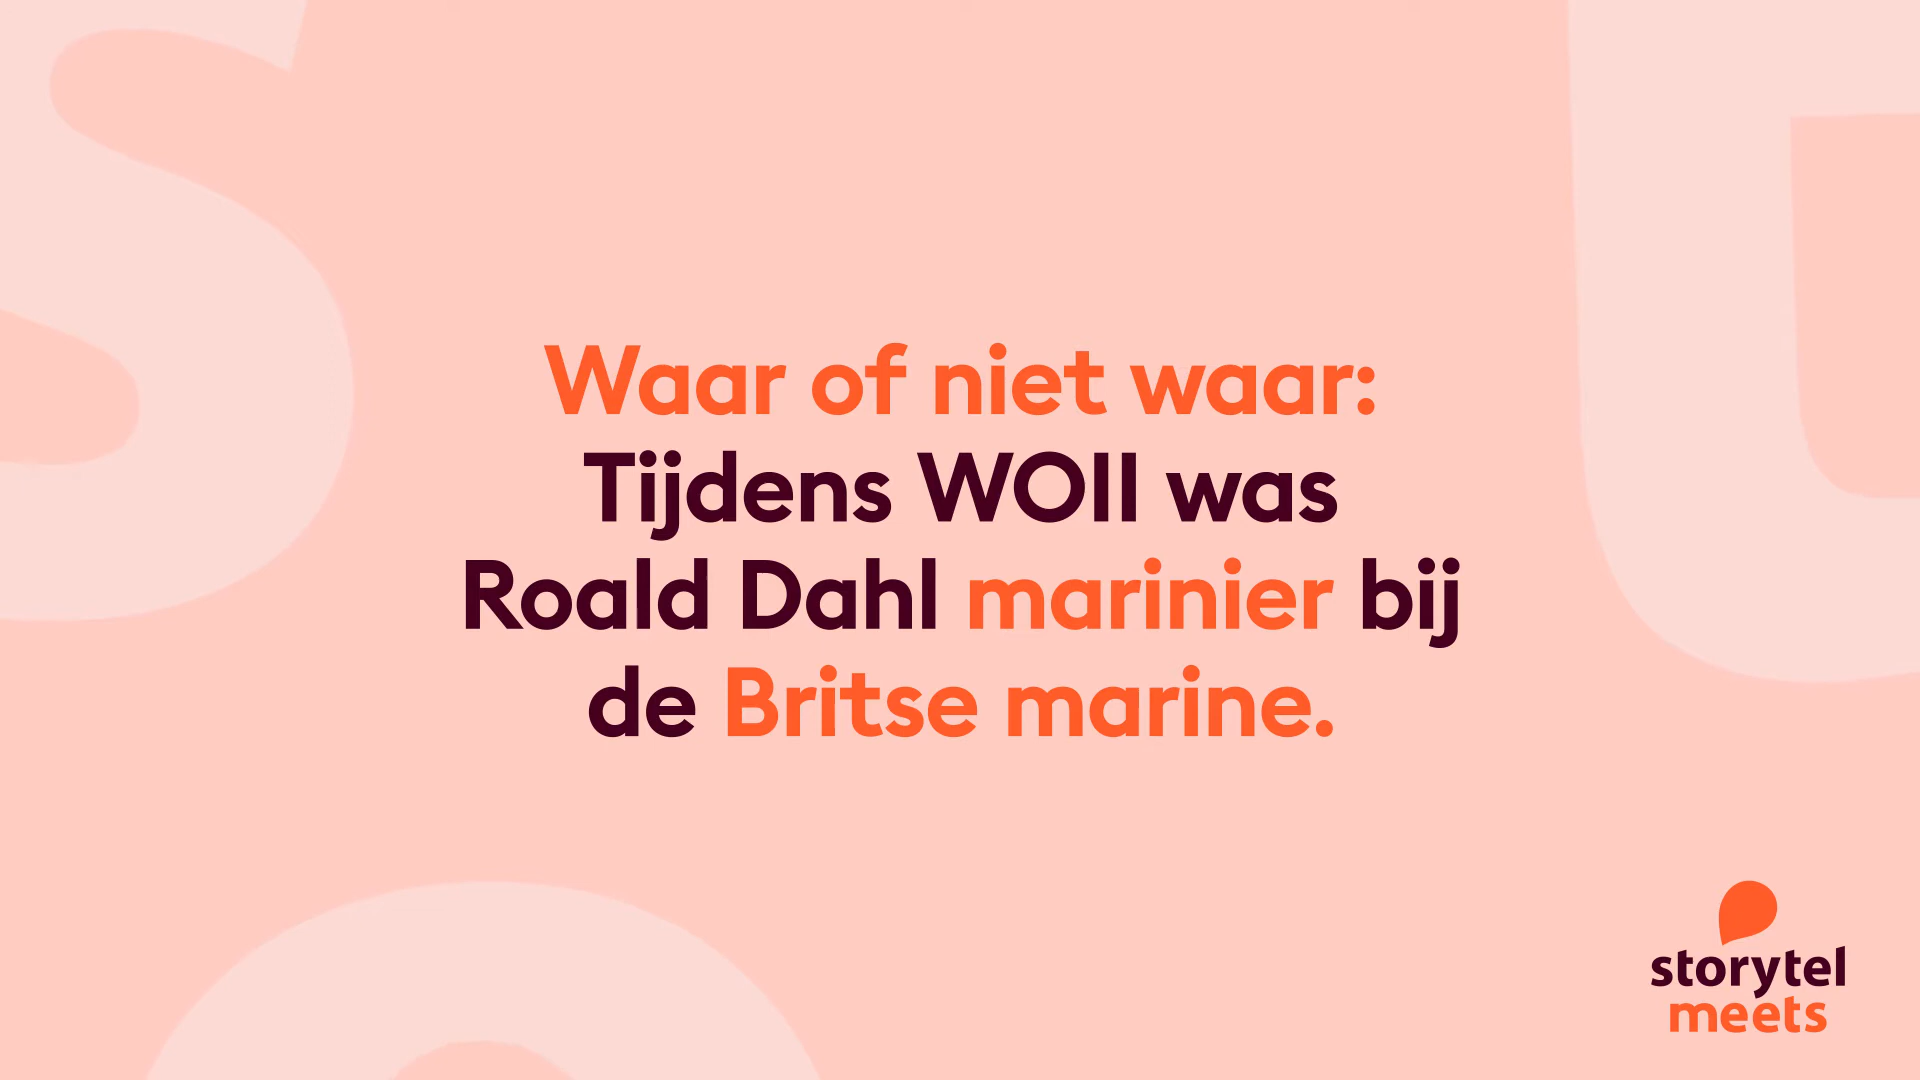 Waar of niet waar:
Tijdens WOII was
Roald Dahl marinier bij
de Britse marine.
storytel
meets